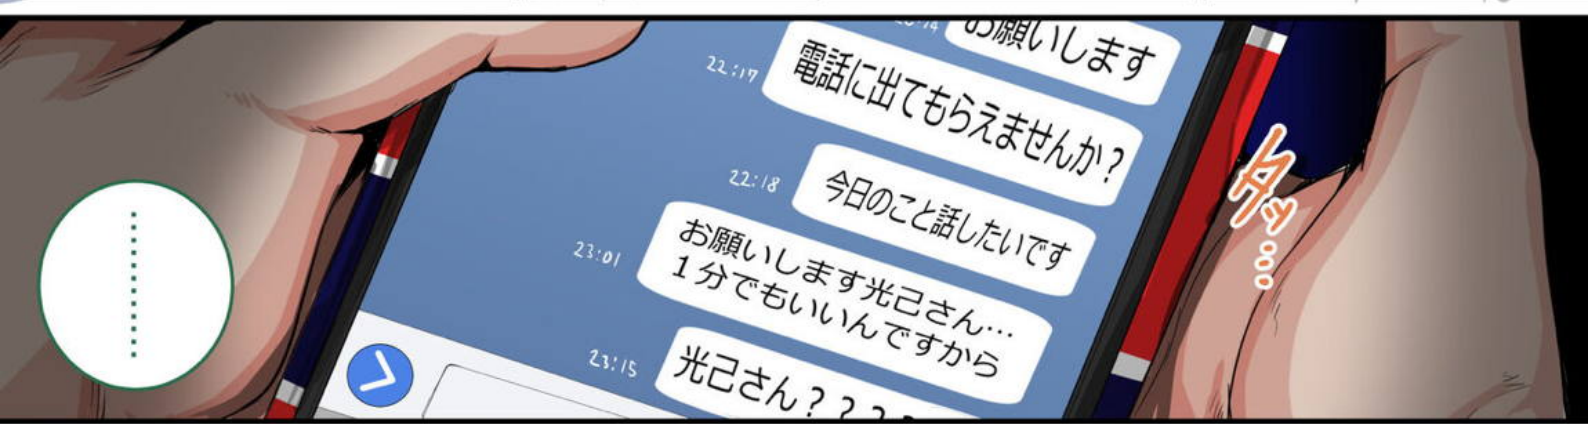 お願いします
22:17
電話に出てもらえませんか？
22:18
今日のこと話したいです
23:01
お願いします光己さん…
１分でもいいんですから
23:15
光己さん？？？？
タッ…
………